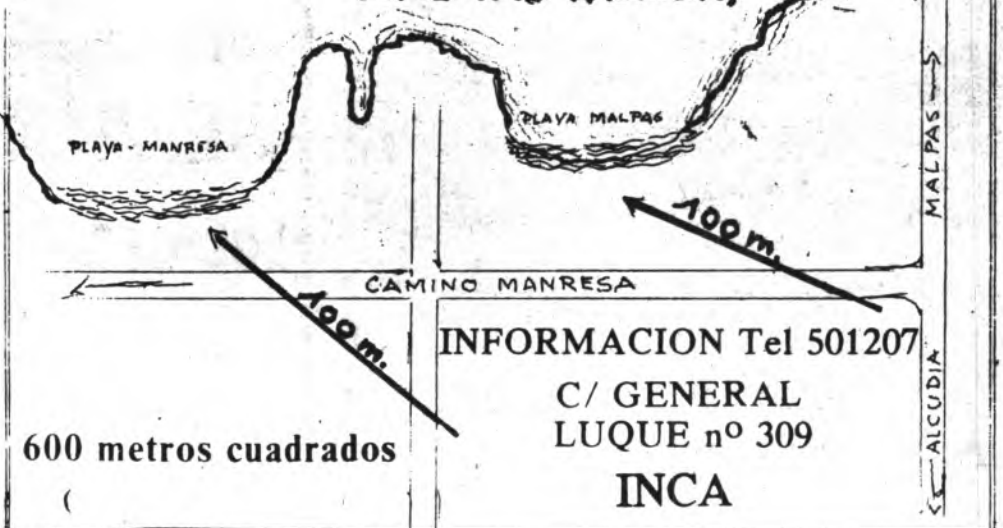 PLAYA-MANRESA
PLAYA MALPAS
MALPAS
100 m.
100 m.
CAMINO MANRESA
INFORMACION Tel 501207
C/ GENERAL
LUQUE nº 309
INCA
600 metros cuadrados
ALCUDIA